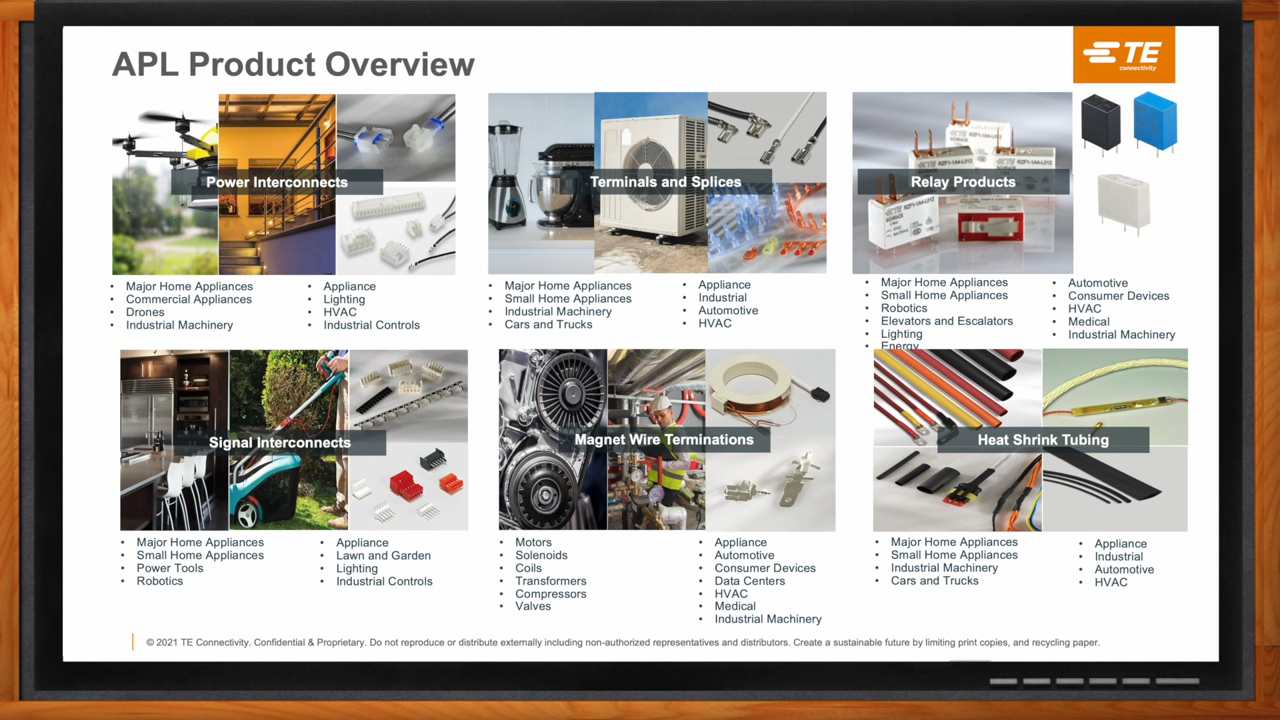 APL Product Overview
TE
connectivity
Power Interconnects
• Major Home Appliances
• Commercial Appliances
• Drones
• Industrial Machinery
• Appliance
• Lighting
• HVAC
• Industrial Controls
Terminals and Splices
• Major Home Appliances
• Small Home Appliances
• Industrial Machinery
• Cars and Trucks
• Appliance
• Industrial
• Automotive
• HVAC
Relay Products
• Major Home Appliances
• Small Home Appliances
• Robotics
• Elevators and Escalators
• Lighting
• Energy
• Automotive
• Consumer Devices
• HVAC
• Medical
• Industrial Machinery
Signal Interconnects
• Major Home Appliances
• Small Home Appliances
• Power Tools
• Robotics
• Appliance
• Lawn and Garden
• Lighting
• Industrial Controls
Magnet Wire Terminations
• Motors
• Solenoids
• Coils
• Transformers
• Compressors
• Valves
• Appliance
• Automotive
• Consumer Devices
• Data Centers
• HVAC
• Medical
• Industrial Machinery
Heat Shrink Tubing
• Major Home Appliances
• Small Home Appliances
• Industrial Machinery
• Cars and Trucks
• Appliance
• Industrial
• Automotive
• HVAC
© 2021 TE Connectivity. Confidential & Proprietary. Do not reproduce or distribute externally including non-authorized representatives and distributors. Create a sustainable future by limiting print copies, and recycling paper.